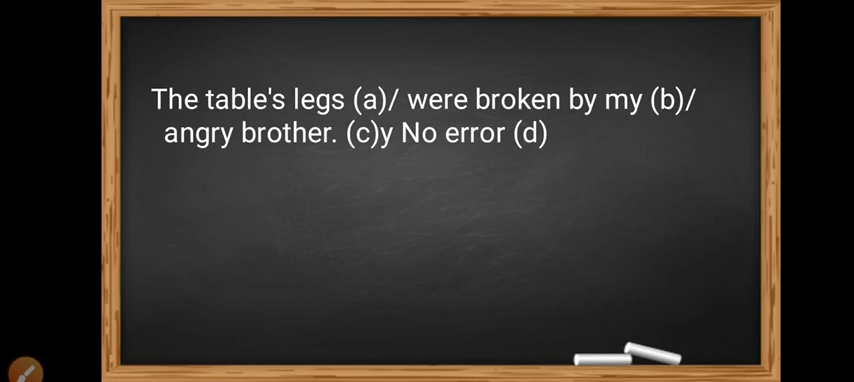 The table's legs (a)/ were broken by my (b)/
angry brother. (c)y No error (d)